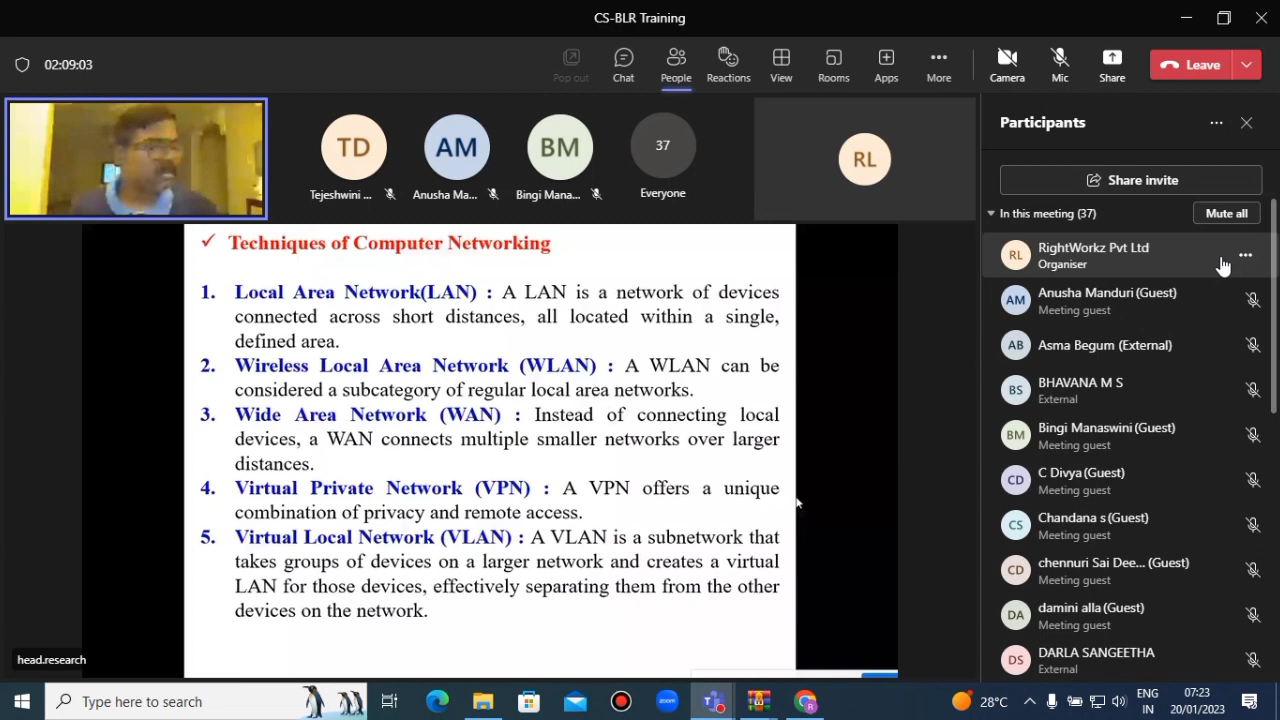 CS-BLR Training
02:09:03
Pop out
Chat
People
Reactions
View
Rooms
Apps
More
Camera
Mic
Share
Leave
TD
Tejeshwini ...
AM
Anusha Ma...
BM
Bingi Mana...
37
Everyone
RL
Participants
Share invite
In this meeting (37)
Mute all
RL
RightWorkz Pvt Ltd
Organiser
AM
Anusha Manduri (Guest)
Meeting guest
AB
Asma Begum (External)
BS
BHAVANA M S
External
BM
Bingi Manaswini (Guest)
Meeting guest
CD
C Divya (Guest)
Meeting guest
CS
Chandana s (Guest)
Meeting guest
CD
chennuri Sai Dee... (Guest)
Meeting guest
DA
damini alla (Guest)
Meeting guest
DS
DARLA SANGEETHA
External
✓ Techniques of Computer Networking
1. Local Area Network(LAN) : A LAN is a network of devices
connected across short distances, all located within a single,
defined area.
2. Wireless Local Area Network (WLAN) : A WLAN can be
considered a subcategory of regular local area networks.
3. Wide Area Network (WAN) : Instead of connecting local
devices, a WAN connects multiple smaller networks over larger
distances.
4. Virtual Private Network (VPN) : A VPN offers a unique
combination of privacy and remote access.
5. Virtual Local Network (VLAN) : A VLAN is a subnetwork that
takes groups of devices on a larger network and creates a virtual
LAN for those devices, effectively separating them from the other
devices on the network.
head.research
Type here to search
zoom
28°C
ENG
IN
07:23
20/01/2023